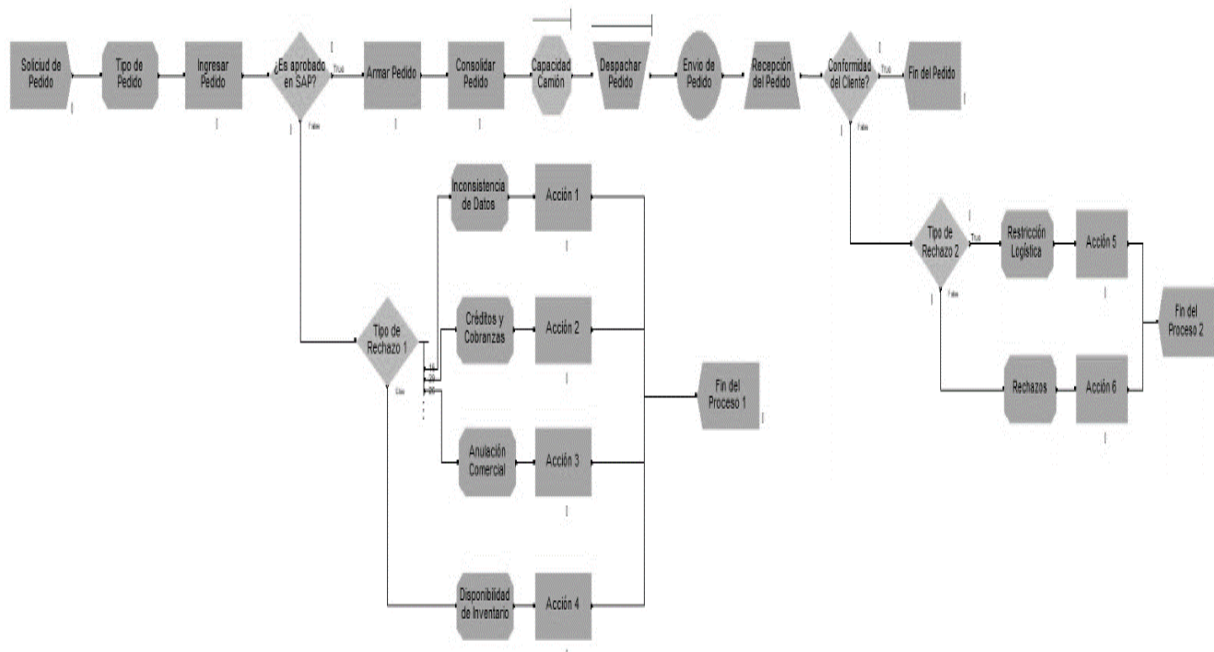 Soliciud de
Pedido
Tipo de
Pedido
Ingresar
Pedido
¿Es aprobado
en SAP?
True
False
Armar Pedido
Consolidar
Pedido
Capacidad
Camión
Despachar
Pedido
Envio de
Pedido
Recepción
del Pedido
Conformidad
del Cliente?
True
False
Fin del Pedido
Tipo de
Rechazo 1
Else
Inconsistencia
de Datos
Acción 1
Créditos y
Cobranzas
Acción 2
Anulación
Comercial
Acción 3
Disponibilidad
de Inventario
Acción 4
Fin del
Proceso 1
Tipo de
Rechazo 2
True
False
Restricción
Logística
Acción 5
Rechazos
Acción 6
Fin del
Proceso 2